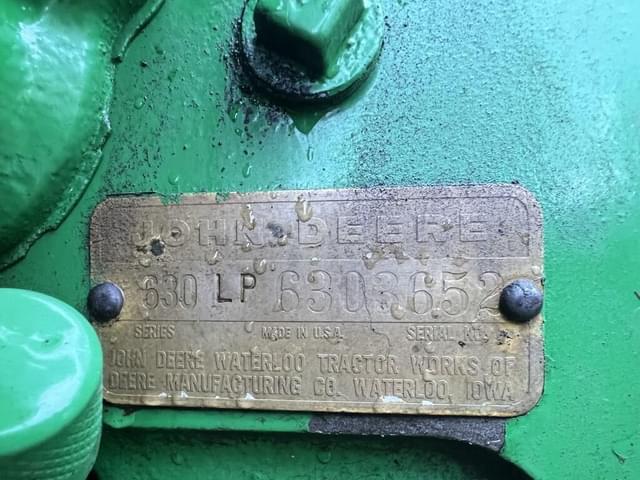 JOHN DEERE
630 LP 6303652
SERIES MADE IN U.S.A. SERIAL NO.
JOHN DEERE WATERLOO TRACTOR WORKS OF
DEERE MANUFACTURING CO. WATERLOO, IOWA